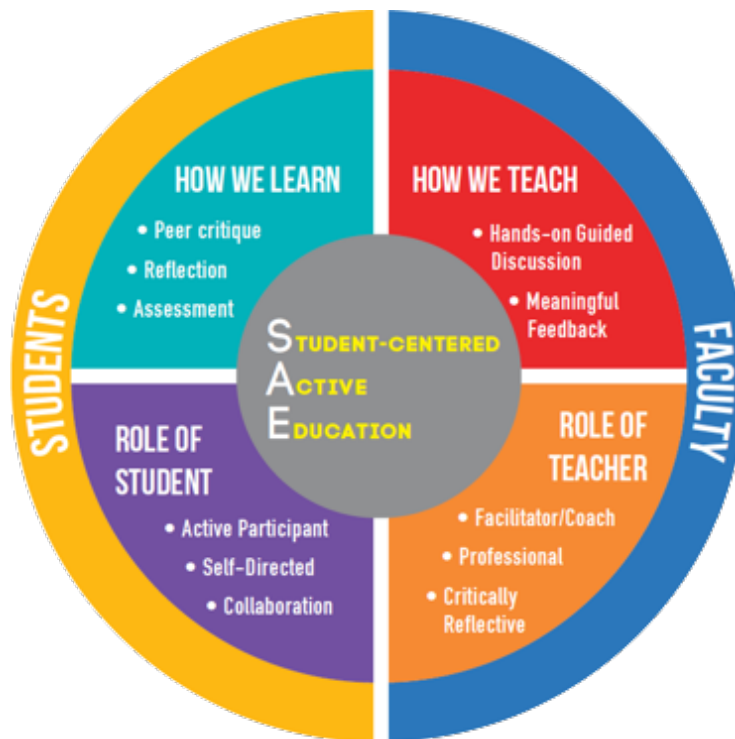 STUDENTS
HOW WE LEARN
• Peer critique
• Reflection
• Assessment
HOW WE TEACH
• Hands-on Guided
Discussion
• Meaningful
Feedback
STUDENT-CENTERED
ACTIVE
EDUCATION
ROLE OF
STUDENT
• Active Participant
• Self-Directed
• Collaboration
ROLE OF
TEACHER
• Facilitator/Coach
• Professional
• Critically
Reflective
FACULTY